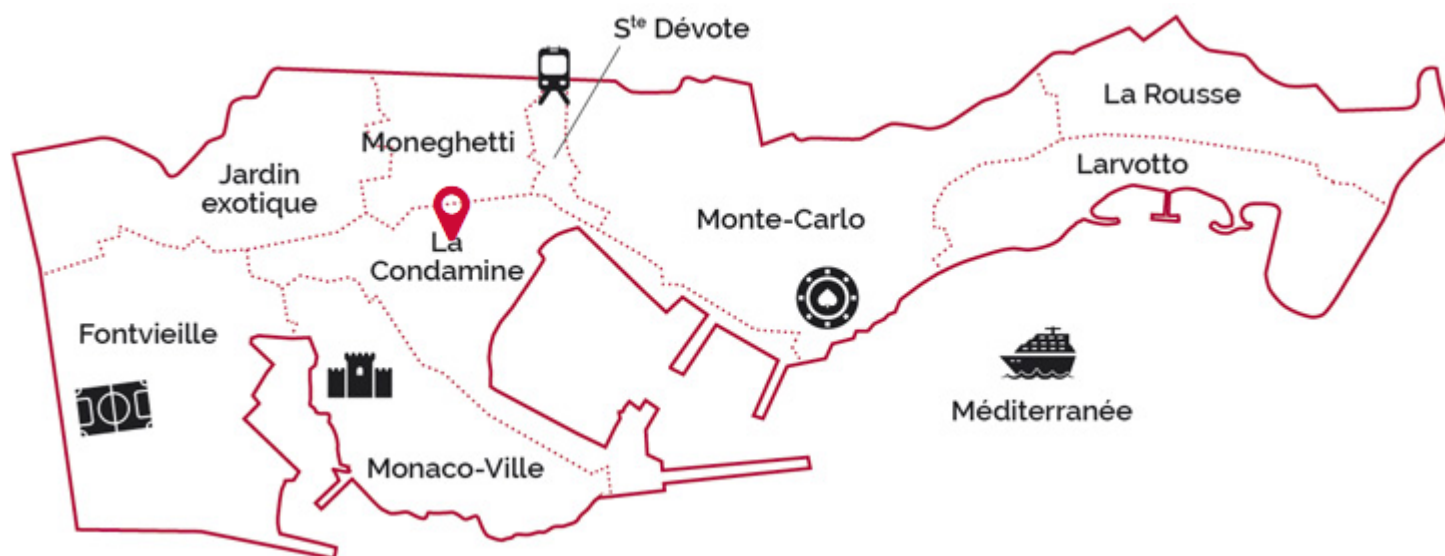 Sᵗᵉ Dévote
La Rousse
Moneghetti
Larvotto
Jardin
exotique
Monte-Carlo
La
Condamine
Fontvieille
Méditerranée
Monaco-Ville